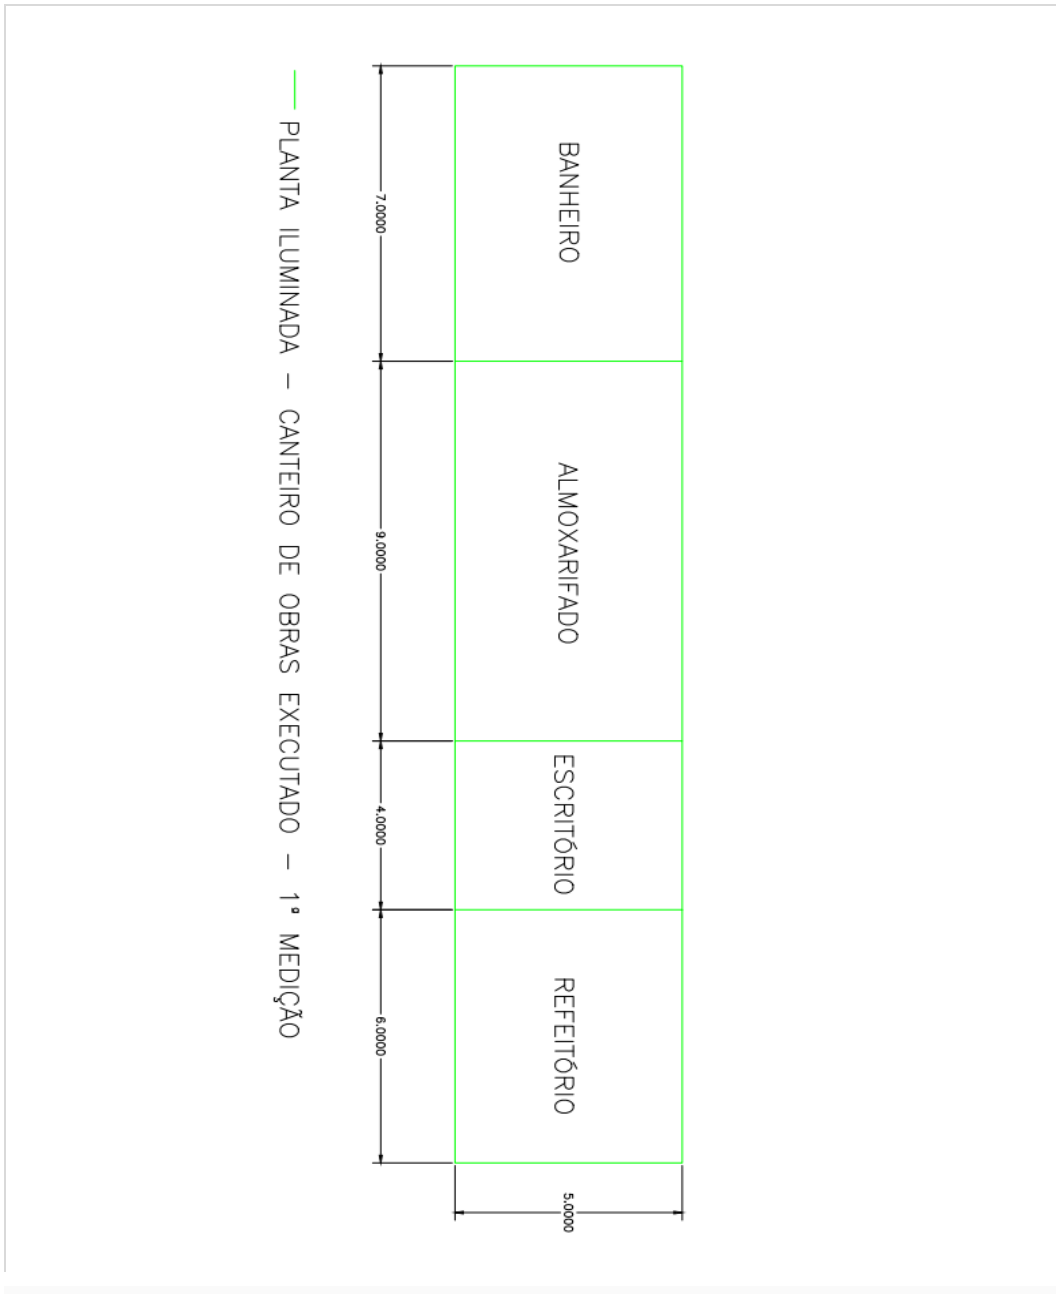 BANHEIRO
ALMOXARIFADO
ESCRITÓRIO
REFEITÓRIO
7.0000
9.0000
4.0000
6.0000
5.0000
PLANTA ILUMINADA - CANTEIRO DE OBRAS EXECUTADO - 1ª MEDIÇÃO